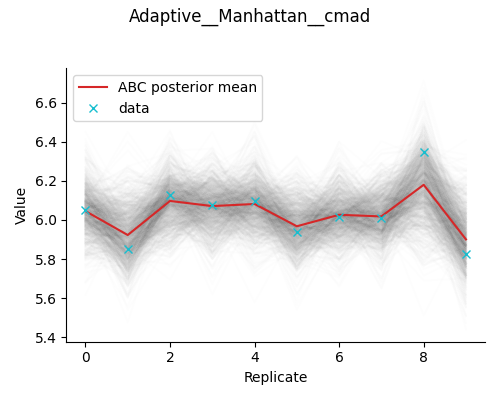 Adaptive__Manhattan__cmad
ABC posterior mean
data
Value
6.6
6.4
6.2
6.0
5.8
5.6
5.4
0 2 4 6 8
Replicate